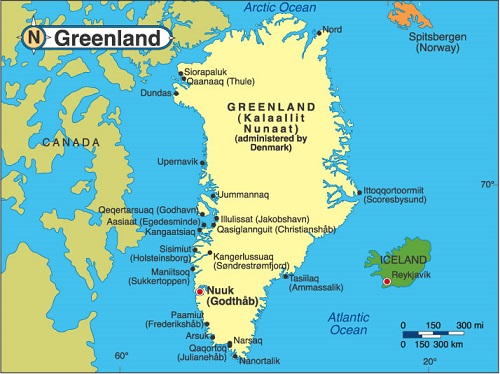 Arctic Ocean
N Greenland
Nord
Spitsbergen
(Norway)
Siorapaluk
Qaanaaq (Thule)
Dundas
GREENLAND
(Kalaallit
Nunaat)
(administered by
Denmark)
CANADA
Upernavik
70°
Uummannaq
Ittoqqortoormiit
(Scoresbysund)
Qeqertarsuaq (Godhavn)
Aasiaat (Egedesminde)
Kangaatsiaq
Illulissat (Jakobshavn)
Qasiglannguit (Christianshåb)
Sisimiut
(Holsteinsborg)
Kangerlussuaq
(Søndrestrømfjord)
ICELAND
Reykjavík
Maniitsoq
(Sukkertoppen)
Tasiilaq
(Ammassalik)
Nuuk
(Godthåb)
Paamiut
(Frederikshåb)
Atlantic
Ocean
Arsuk
Narsaq
Qaqortoq
(Julianehåb)
Nanortalik
0 150 300 mi
0 150 300 km
60°
20°